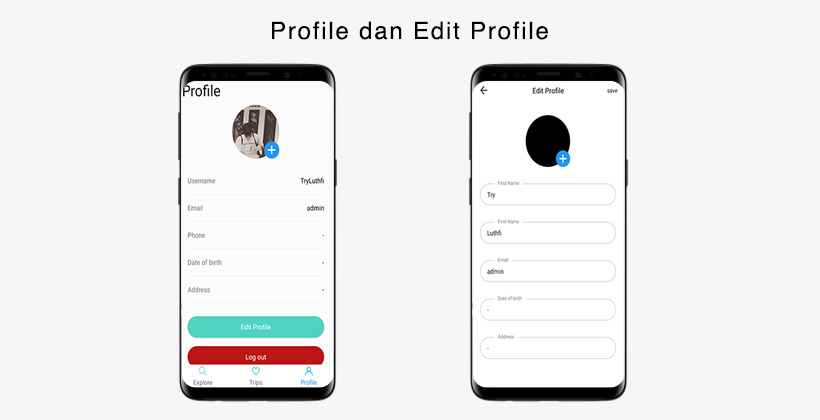 Profile dan Edit Profile
Profile
Username TryLuthfi
Email admin
Phone -
Date of birth -
Address -
Edit Profile
Log out
Explore Trips Profile
Edit Profile save
First Name
Try
First Name
Luthfi
Email
admin
Date of birth
-
Address
-